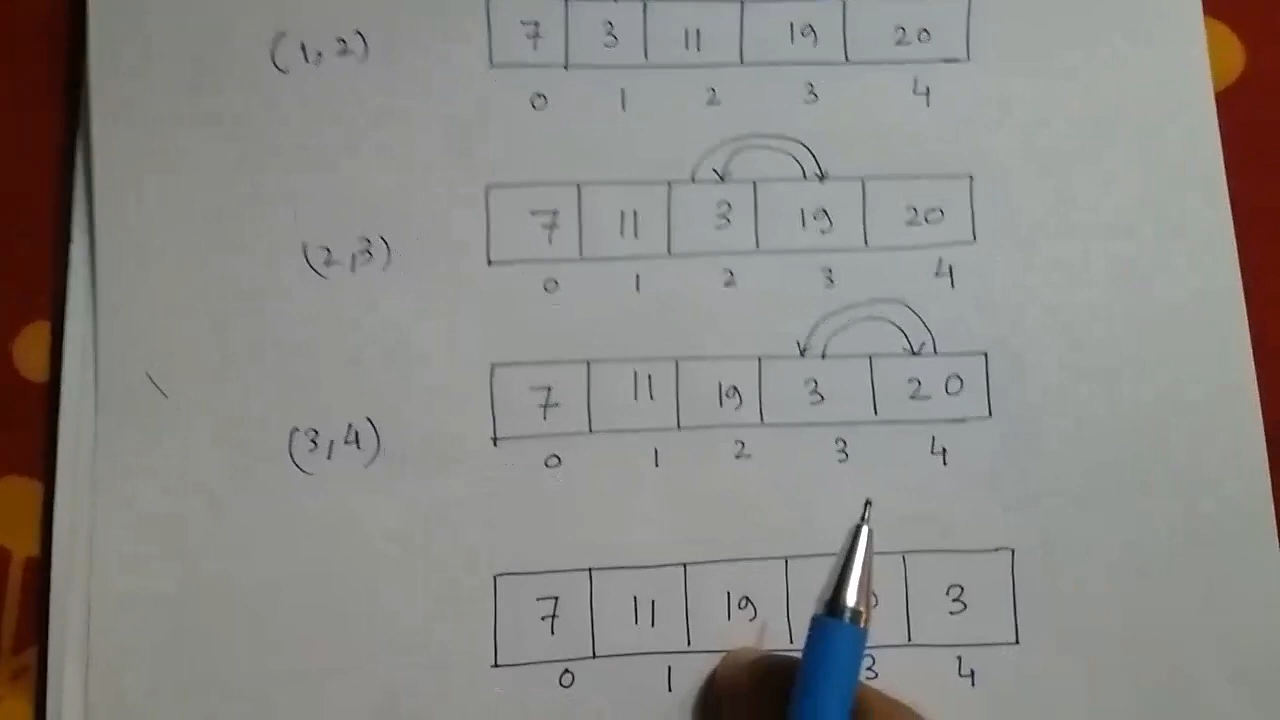 (1,2) 7 3 11 19 20
0 1 2 3 4
(2,3) 7 11 3 19 20
0 1 2 3 4
(3,4) 7 11 19 3 20
0 1 2 3 4
7 11 19 3
0 1 3 4